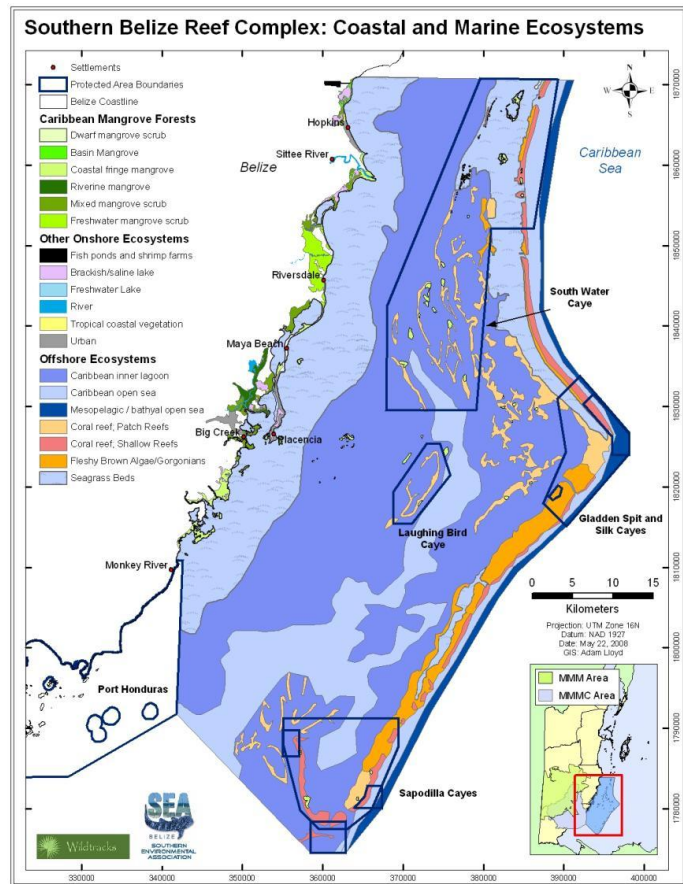 Southern Belize Reef Complex: Coastal and Marine Ecosystems
Settlements
Protected Area Boundaries
Belize Coastline
Caribbean Mangrove Forests
Dwarf mangrove scrub
Basin Mangrove
Coastal fringe mangrove
Riverine mangrove
Mixed mangrove scrub
Freshwater mangrove scrub
Other Onshore Ecosystems
Fish ponds and shrimp farms
Brackish/saline lake
Freshwater Lake
River
Tropical coastal vegetation
Urban
Offshore Ecosystems
Caribbean inner lagoon
Caribbean open sea
Mesopelagic / bathyal open sea
Coral reef; Patch Reefs
Coral reef; Shallow Reefs
Fleshy Brown Algae/Gorgonians
Seagrass Beds
Hopkins
Sittee River
Belize
Riversdale
Maya Beach
Big Creek
Placencia
Monkey River
Port Honduras
N
W
E
S
Caribbean
Sea
South Water
Caye
Laughing Bird
Caye
Gladden Spit and
Silk Cayes
Sapodilla Cayes
0 5 10 15
Kilometers
Projection: UTM Zone 16N
Datum: NAD 1927
Date: May 22, 2008
GIS: Adam Lloyd
MMM Area
MMMC Area
Wildtracks
SEA
BELIZE
SOUTHERN
ENVIRONMENTAL
ASSOCIATION
1870000
1860000
1850000
1840000
1830000
1820000
1810000
1800000
1790000
1780000
330000 340000 350000 360000 370000 380000 390000 400000